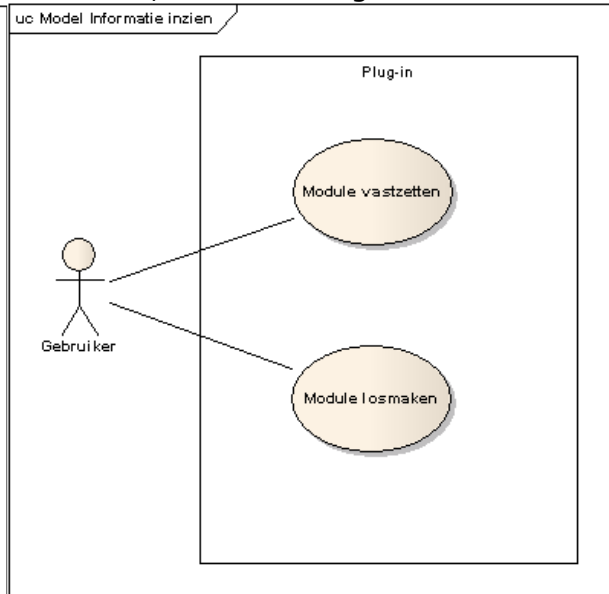 uc Model Informatie inzien
Plug-in
Module vastzetten
Gebruiker
Module losmaken